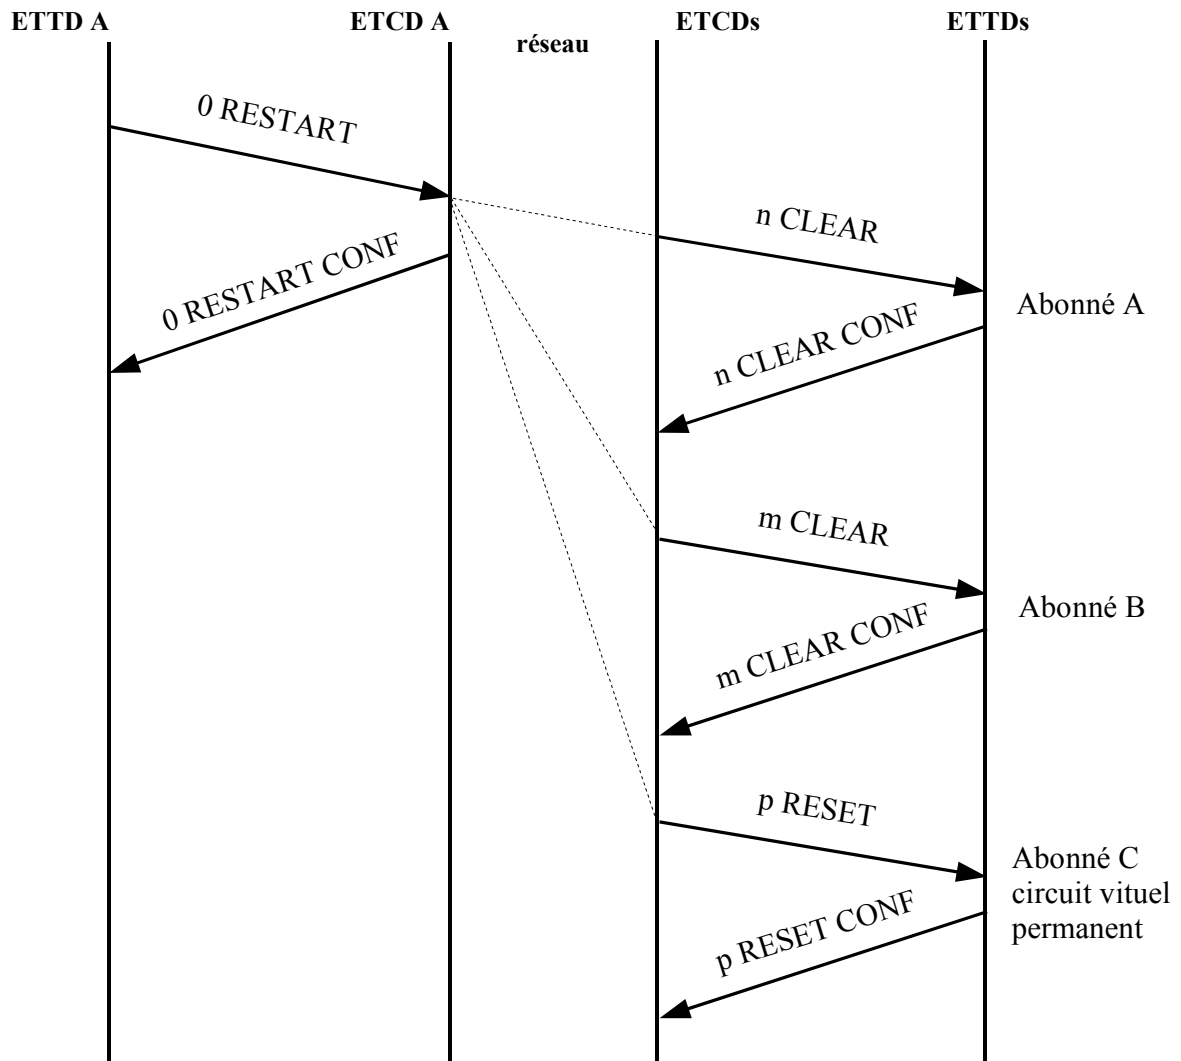 ETTD A
ETCD A
réseau
ETCDs
ETTDs
0 RESTART
n CLEAR
0 RESTART CONF
Abonné A
n CLEAR CONF
m CLEAR
Abonné B
m CLEAR CONF
p RESET
Abonné C
circuit vituel
permanent
p RESET CONF